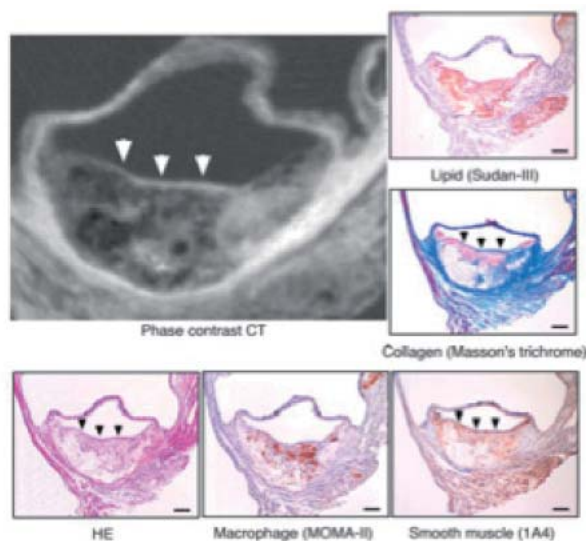 Lipid (Sudan-III)
Phase contrast CT
Collagen (Masson's trichrome)
HE
Macrophage (MOMA-II)
Smooth muscle (1A4)